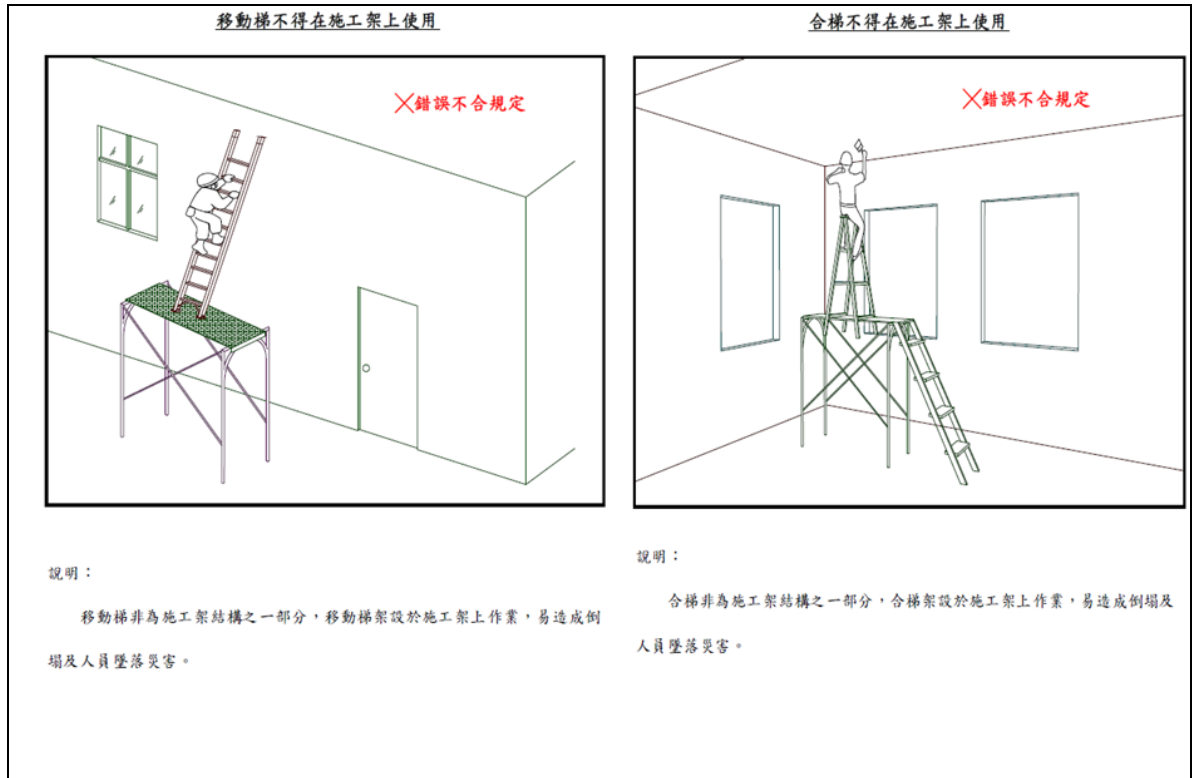 移動梯不得在施工架上使用
╳錯誤不合規定
說明：
移動梯非為施工架結構之一部分，移動梯架設於施工架上作業，易造成倒
塌及人員墜落災害。
合梯不得在施工架上使用
╳錯誤不合規定
說明：
合梯非為施工架結構之一部分，合梯架設於施工架上作業，易造成倒塌及
人員墜落災害。